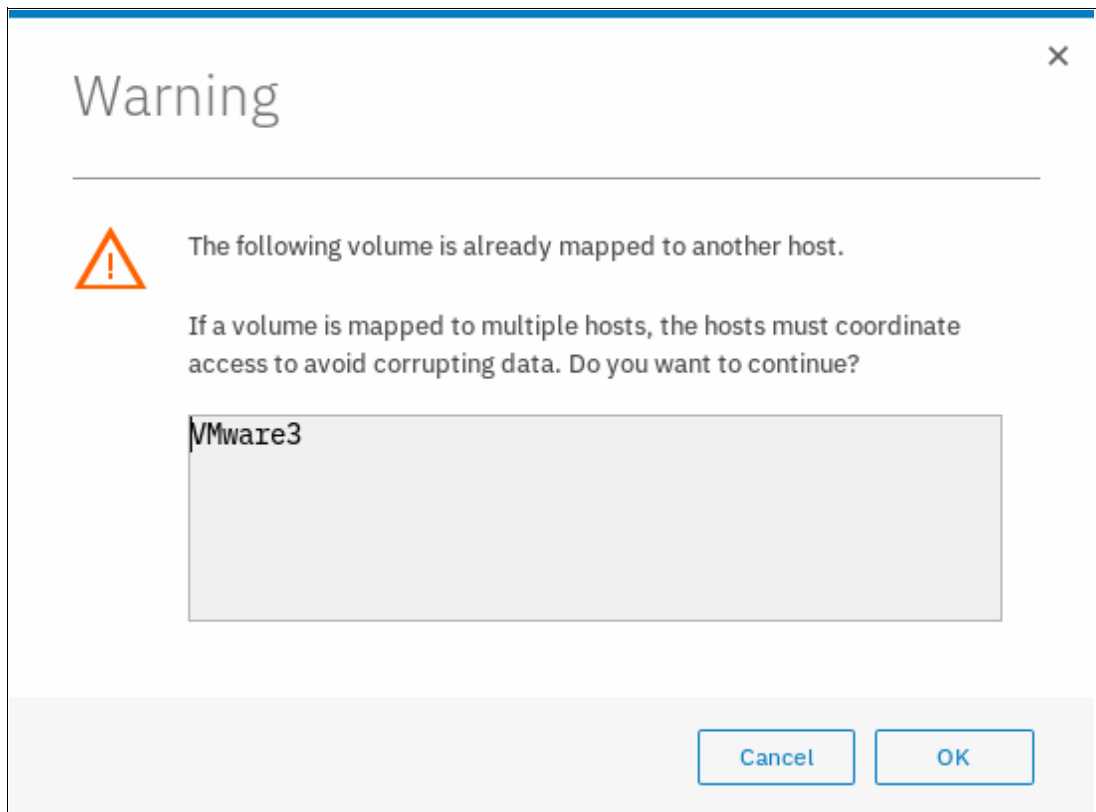 Warning
The following volume is already mapped to another host.
If a volume is mapped to multiple hosts, the hosts must coordinate
access to avoid corrupting data. Do you want to continue?
VMware3
Cancel
OK